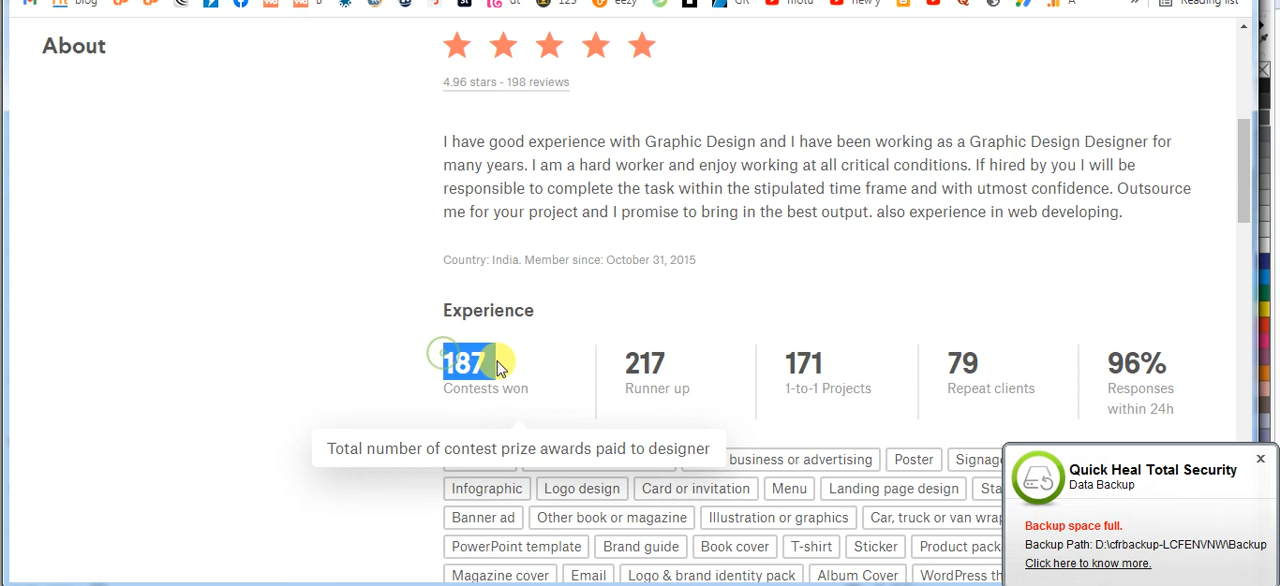 blog
ut
123
eezy
GR
motu
new y
A
»
Reading list
About
4.96 stars - 198 reviews
I have good experience with Graphic Design and I have been working as a Graphic Design Designer for
many years. I am a hard worker and enjoy working at all critical conditions. If hired by you I will be
responsible to complete the task within the stipulated time frame and with utmost confidence. Outsource
me for your project and I promise to bring in the best output. also experience in web developing.
Country: India. Member since: October 31, 2015
Experience
187 217 171 79 96%
Contests won Runner up 1-to-1 Projects Repeat clients Responses
within 24h
Total number of contest prize awards paid to designer
business or advertising Poster Signag
Infographic Logo design Card or invitation Menu Landing page design Sta
Banner ad Other book or magazine Illustration or graphics Car, truck or van wrap
PowerPoint template Brand guide Book cover T-shirt Sticker Product pack
Magazine cover Email Logo & brand identity pack Album Cover WordPress th
Quick Heal Total Security
Data Backup
Backup space full.
Backup Path: D:\cfrbackup-LCFENVNW\Backup
Click here to know more.